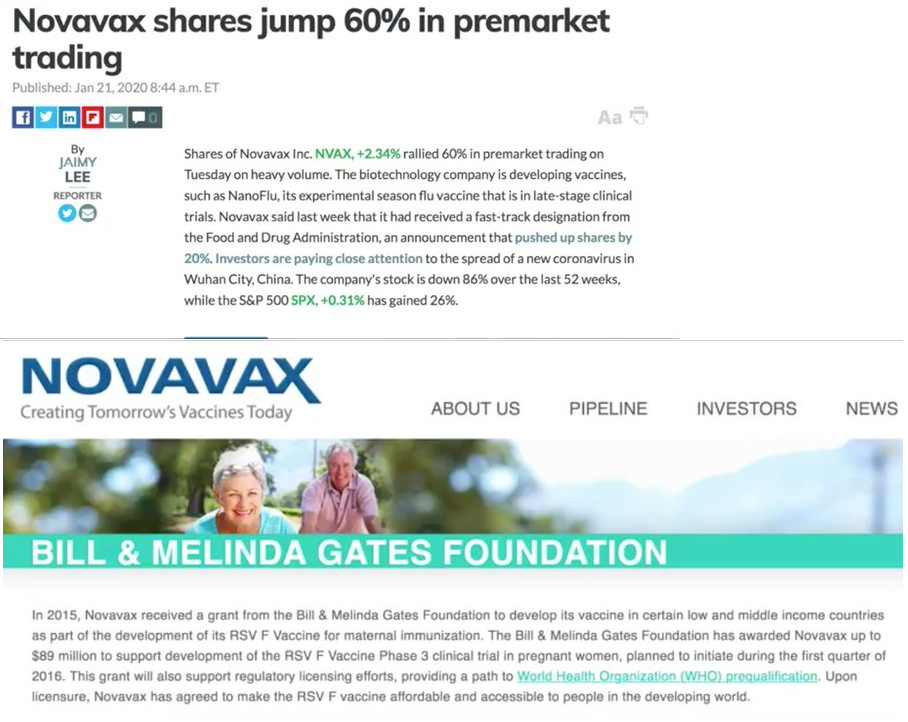 Novavax shares jump 60% in premarket
trading
Published: Jan 21, 2020 8:44 a.m. ET
0
Aa
By
JAIMY
LEE
REPORTER
Shares of Novavax Inc. NVAX, +2.34% rallied 60% in premarket trading on
Tuesday on heavy volume. The biotechnology company is developing vaccines,
such as NanoFlu, its experimental season flu vaccine that is in late-stage clinical
trials. Novavax said last week that it had received a fast-track designation from
the Food and Drug Administration, an announcement that pushed up shares by
20%. Investors are paying close attention to the spread of a new coronavirus in
Wuhan City, China. The company's stock is down 86% over the last 52 weeks,
while the S&P 500 SPX, +0.31% has gained 26%.
NOVAVAX
Creating Tomorrow's Vaccines Today
ABOUT US PIPELINE INVESTORS NEWS
BILL & MELINDA GATES FOUNDATION
In 2015, Novavax received a grant from the Bill & Melinda Gates Foundation to develop its vaccine in certain low and middle income countries
as part of the development of its RSV F Vaccine for maternal immunization. The Bill & Melinda Gates Foundation has awarded Novavax up to
$89 million to support development of the RSV F Vaccine Phase 3 clinical trial in pregnant women, planned to initiate during the first quarter of
2016. This grant will also support regulatory licensing efforts, providing a path to World Health Organization (WHO) prequalification. Upon
licensure, Novavax has agreed to make the RSV F vaccine affordable and accessible to people in the developing world.